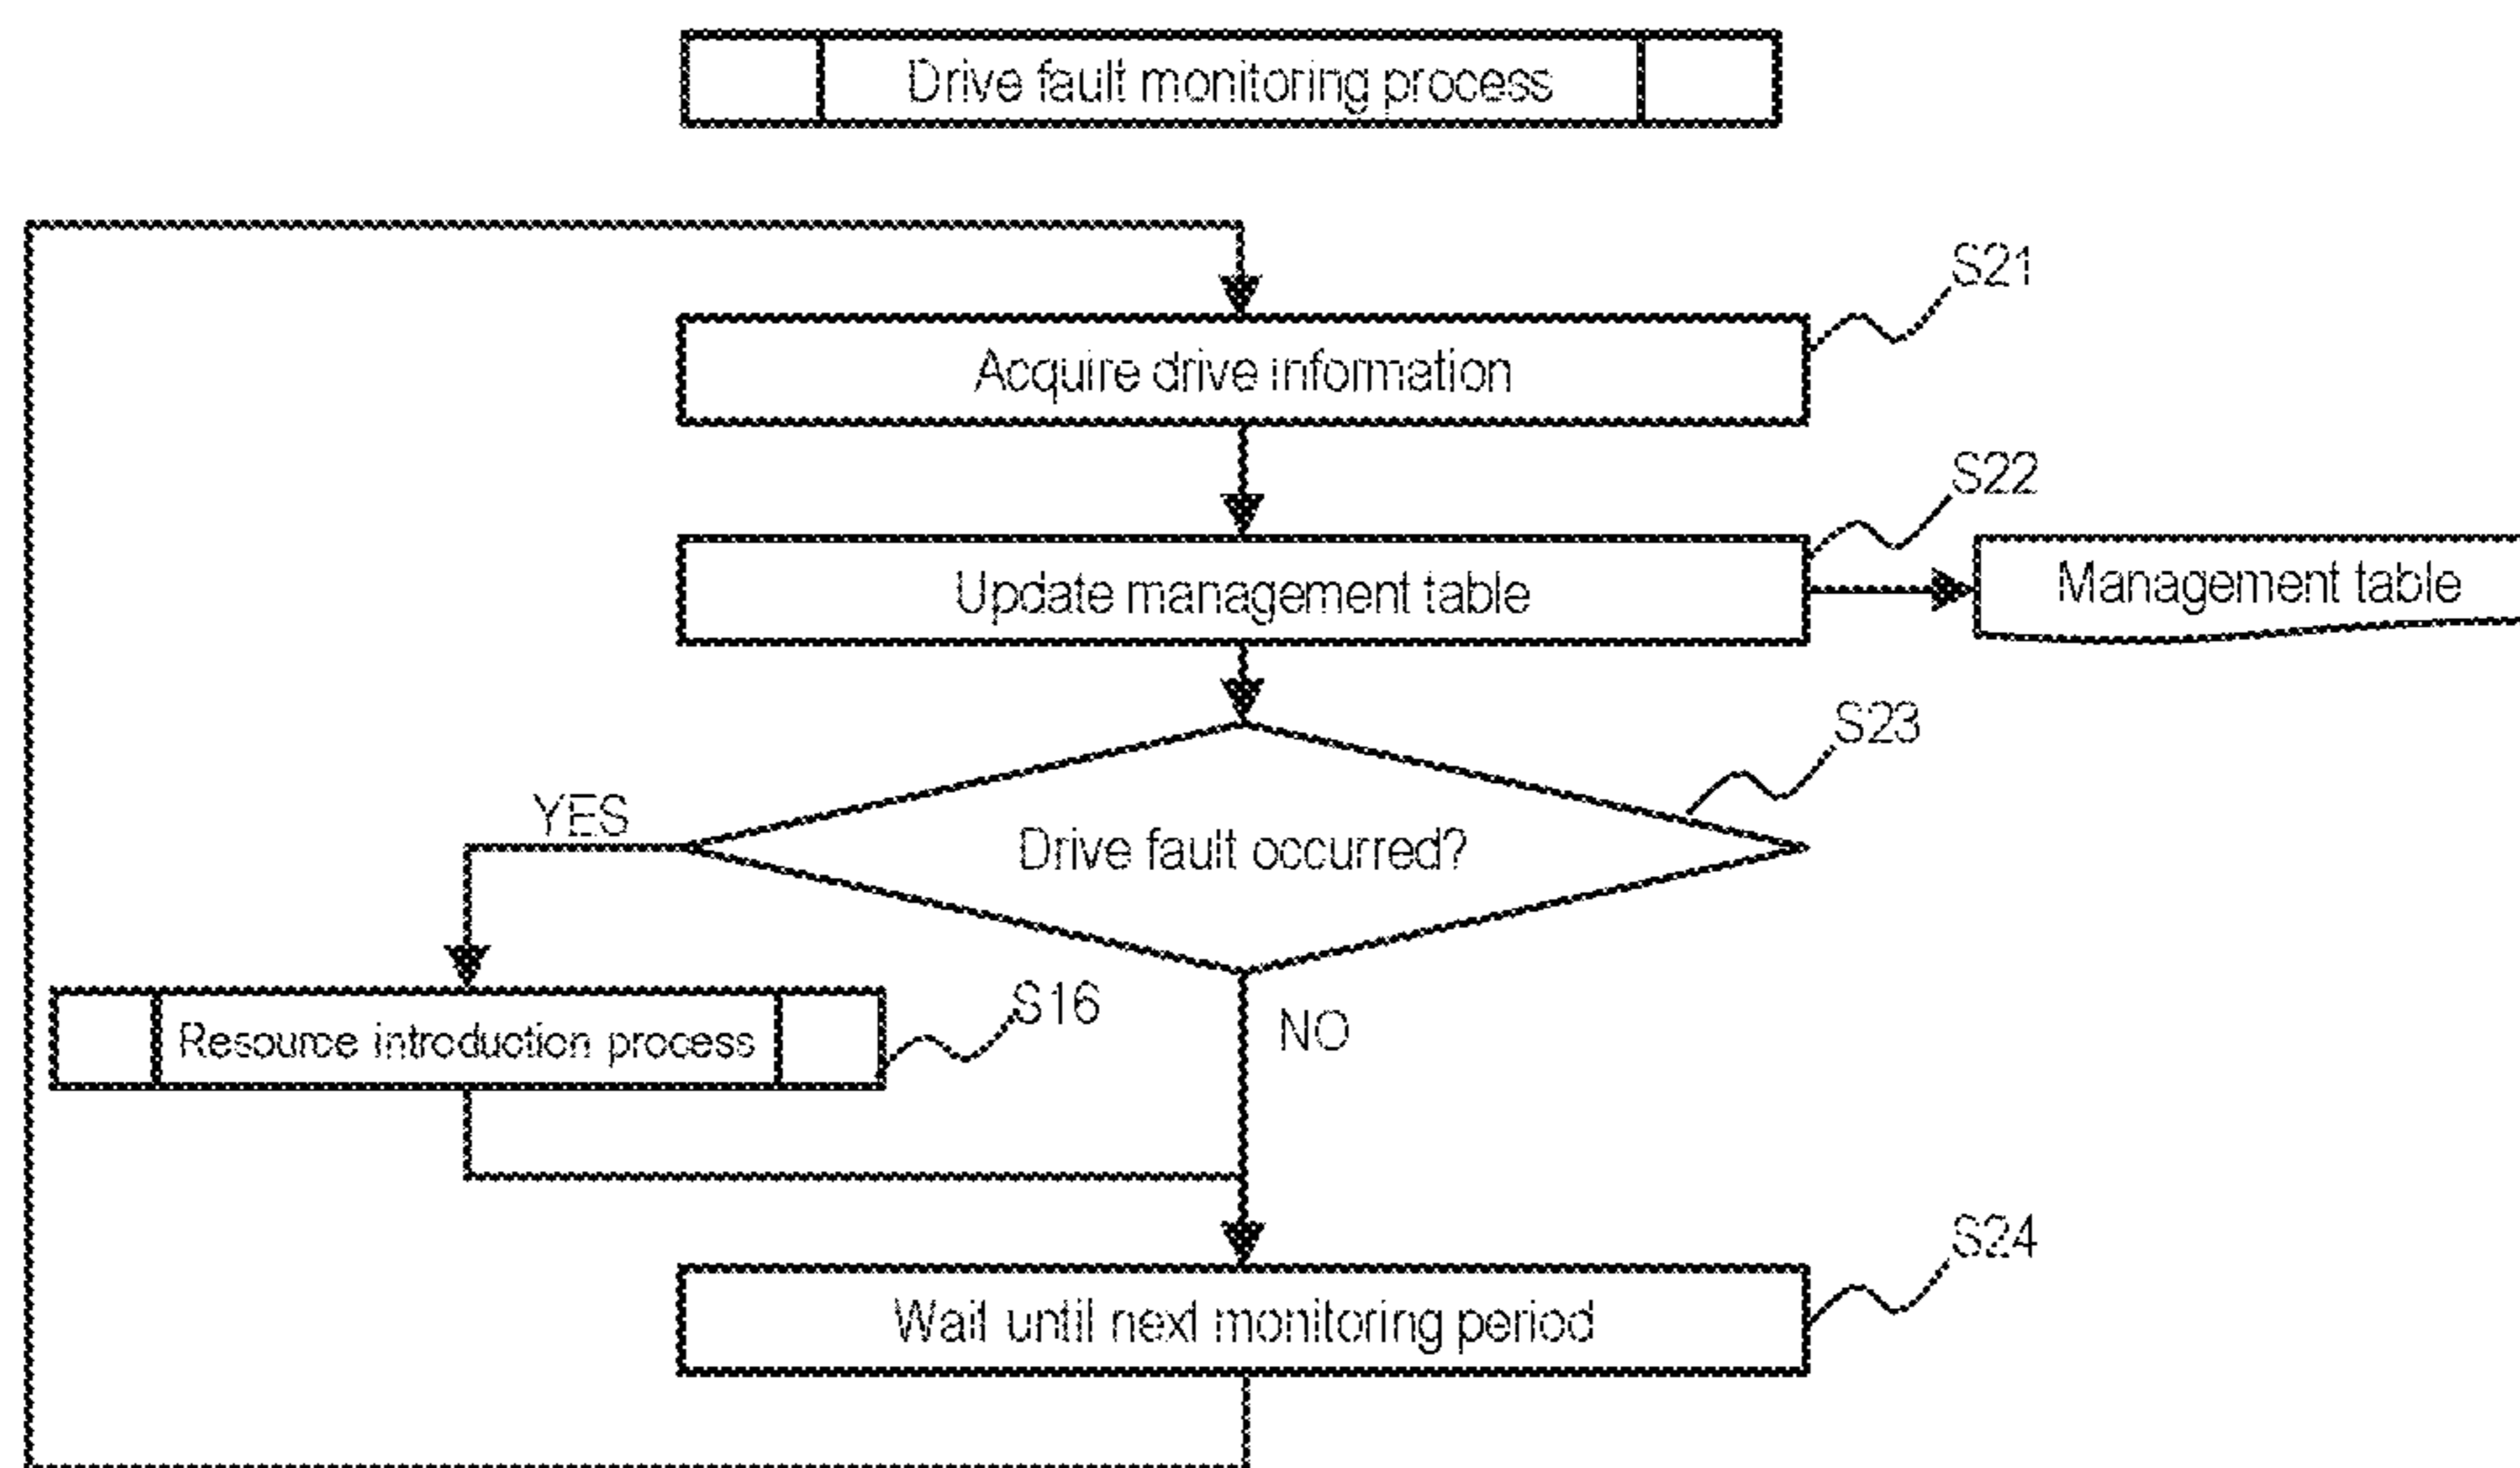 Drive fault monitoring process
S21
Acquire drive information
S22
Update management table
Management table
S23
YES
Drive fault occurred?
Resource introduction process
S16
NO
S24
Wait until next monitoring period